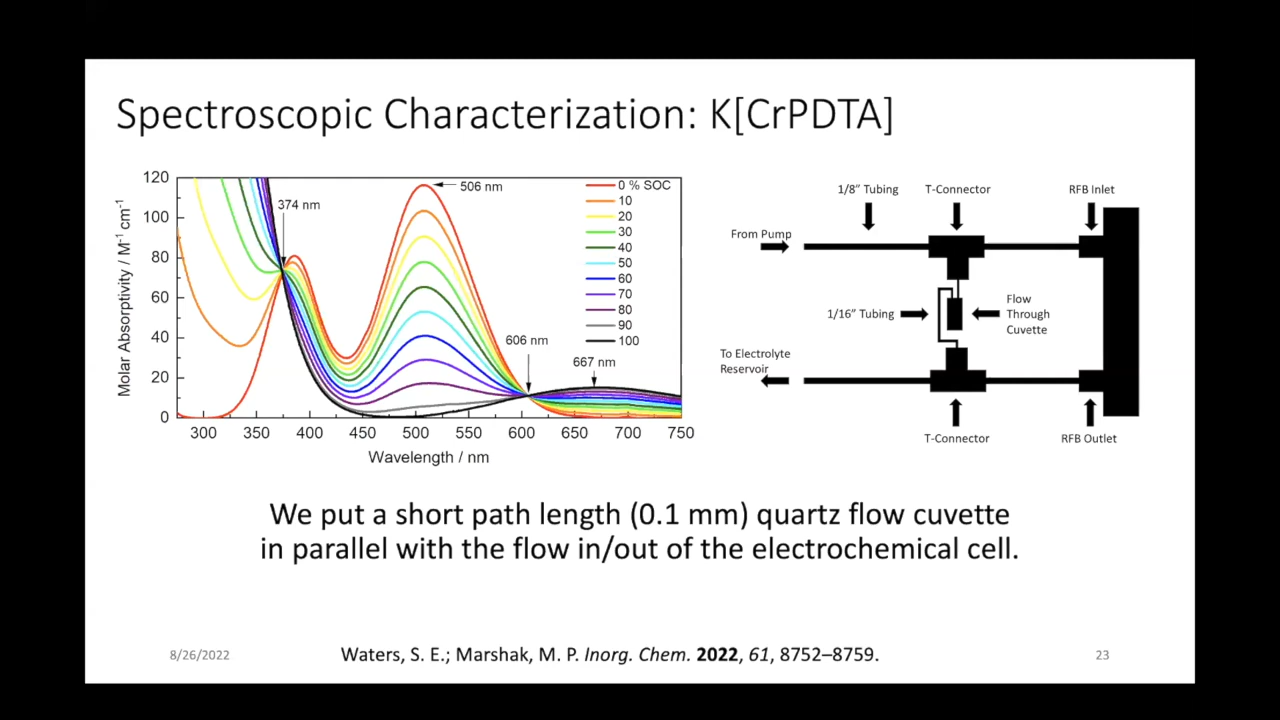 Spectroscopic Characterization: K[CrPDTA]
120
100
80
60
40
20
0
Molar Absorptivity / M⁻¹ cm⁻¹
300 350 400 450 500 550 600 650 700 750
Wavelength / nm
374 nm
506 nm
606 nm
667 nm
0 % SOC
10
20
30
40
50
60
70
80
90
100
1/8” Tubing
T-Connector
RFB Inlet
From Pump
1/16” Tubing
Flow
Through
Cuvette
To Electrolyte
Reservoir
T-Connector
RFB Outlet
We put a short path length (0.1 mm) quartz flow cuvette
in parallel with the flow in/out of the electrochemical cell.
8/26/2022
Waters, S. E.; Marshak, M. P. Inorg. Chem. 2022, 61, 8752–8759.
23